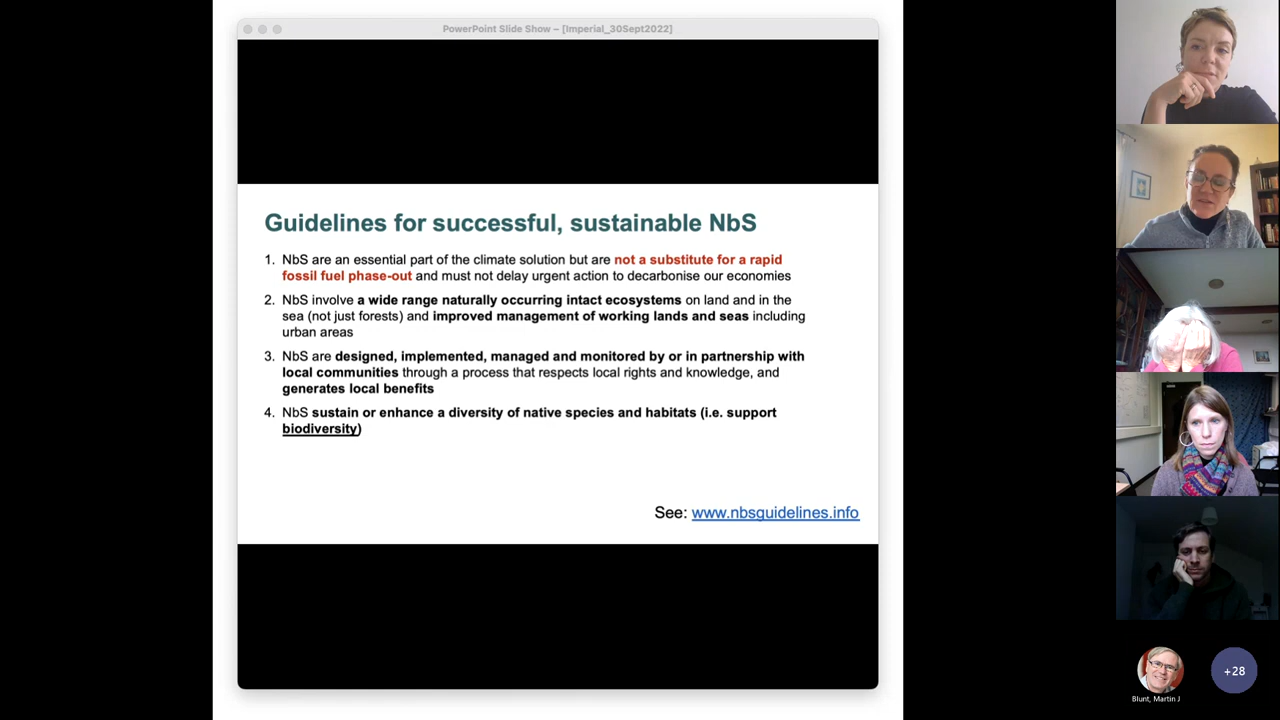 PowerPoint Slide Show – [Imperial_30Sept2022]
Guidelines for successful, sustainable NbS
1. NbS are an essential part of the climate solution but are not a substitute for a rapid
fossil fuel phase-out and must not delay urgent action to decarbonise our economies
2. NbS involve a wide range naturally occurring intact ecosystems on land and in the
sea (not just forests) and improved management of working lands and seas including
urban areas
3. NbS are designed, implemented, managed and monitored by or in partnership with
local communities through a process that respects local rights and knowledge, and
generates local benefits
4. NbS sustain or enhance a diversity of native species and habitats (i.e. support
biodiversity)
See: www.nbsguidelines.info
+28
Blunt, Martin J